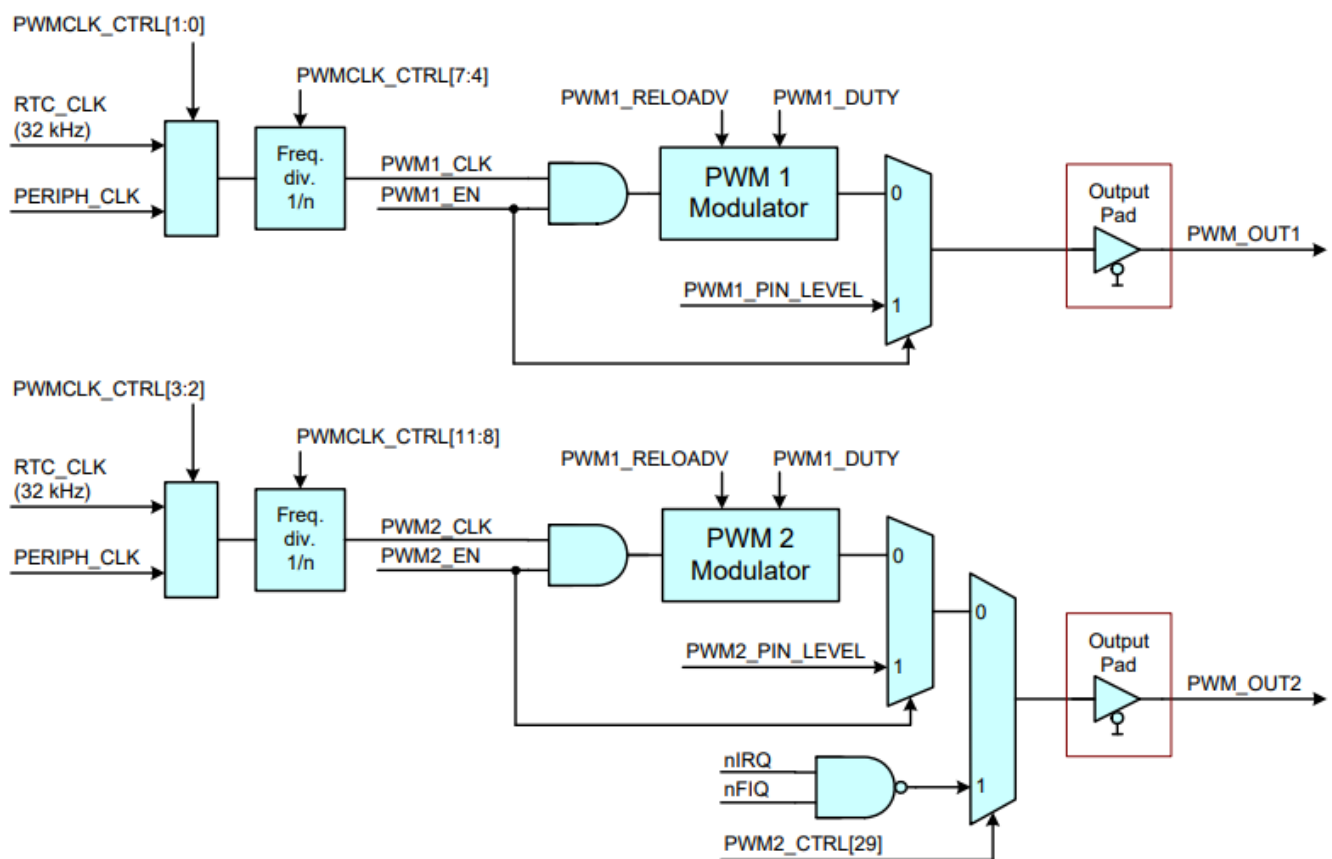 PWMCLK_CTRL[1:0]
PWMCLK_CTRL[7:4]
PWM1_RELOADV
PWM1_DUTY
RTC_CLK
(32 kHz)
PERIPH_CLK
Freq.
div.
1/n
PWM1_CLK
PWM1_EN
PWM 1
Modulator
0
PWM1_PIN_LEVEL
1
Output
Pad
PWM_OUT1
PWMCLK_CTRL[3:2]
PWMCLK_CTRL[11:8]
PWM1_RELOADV
PWM1_DUTY
RTC_CLK
(32 kHz)
PERIPH_CLK
Freq.
div.
1/n
PWM2_CLK
PWM2_EN
PWM 2
Modulator
0
PWM2_PIN_LEVEL
1
0
nIRQ
nFIQ
1
PWM2_CTRL[29]
Output
Pad
PWM_OUT2